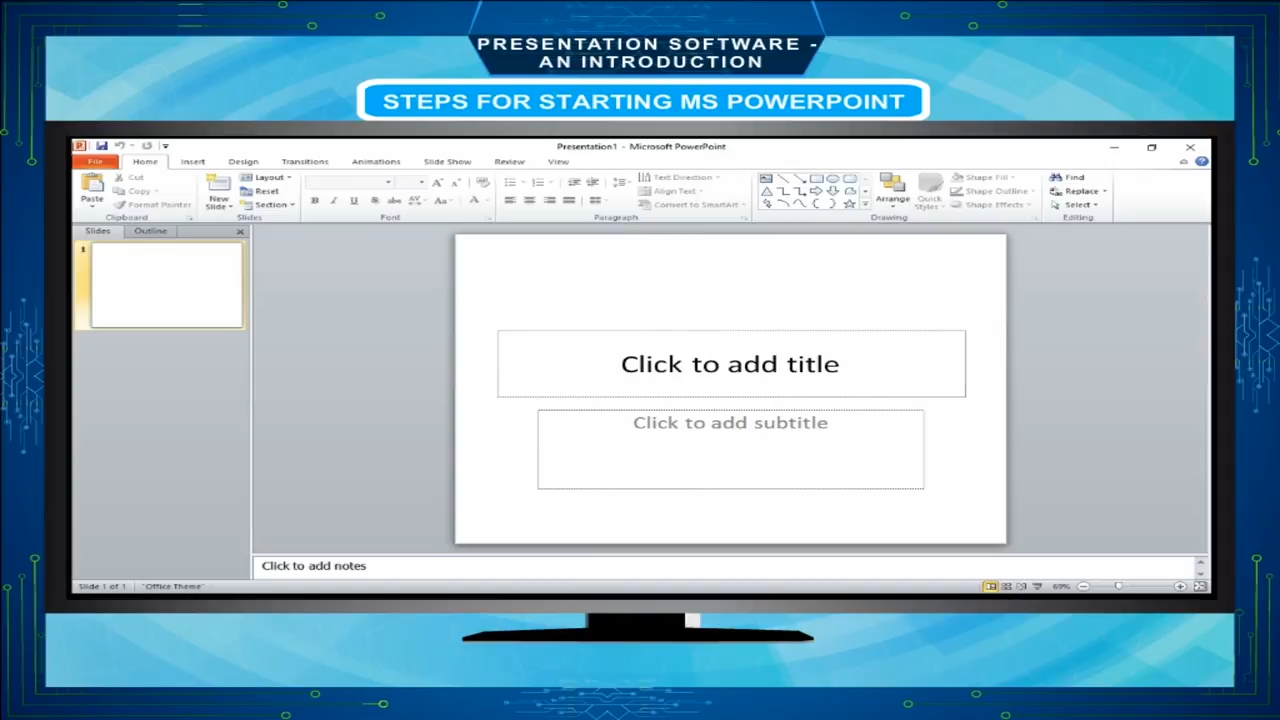 PRESENTATION SOFTWARE -
AN INTRODUCTION
STEPS FOR STARTING MS POWERPOINT
Presentation1 - Microsoft PowerPoint
File Home Insert Design Transitions Animations Slide Show Review View
Paste
Cut
Copy
Format Painter
Clipboard
New
Slide
Layout
Reset
Section
Slides
Font
Text Direction
Align Text
Convert to SmartArt
Paragraph
Arrange
Quick
Styles
Shape Fill
Shape Outline
Shape Effects
Drawing
Find
Replace
Select
Editing
Slides Outline
1
Click to add title
Click to add subtitle
Click to add notes
Slide 1 of 1 "Office Theme" 69%